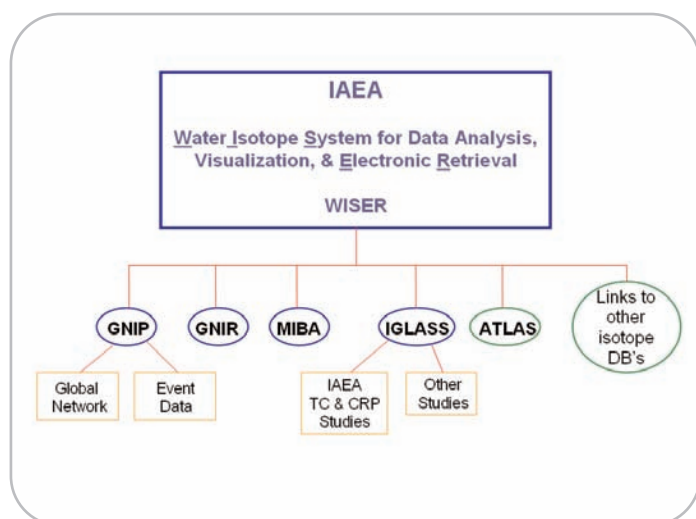 IAEA
Water Isotope System for Data Analysis,
Visualization, & Electronic Retrieval
WISER
GNIP
GNIR
MIBA
IGLASS
ATLAS
Links to
other
isotope
DB's
Global
Network
Event
Data
IAEA
TC & CRP
Studies
Other
Studies